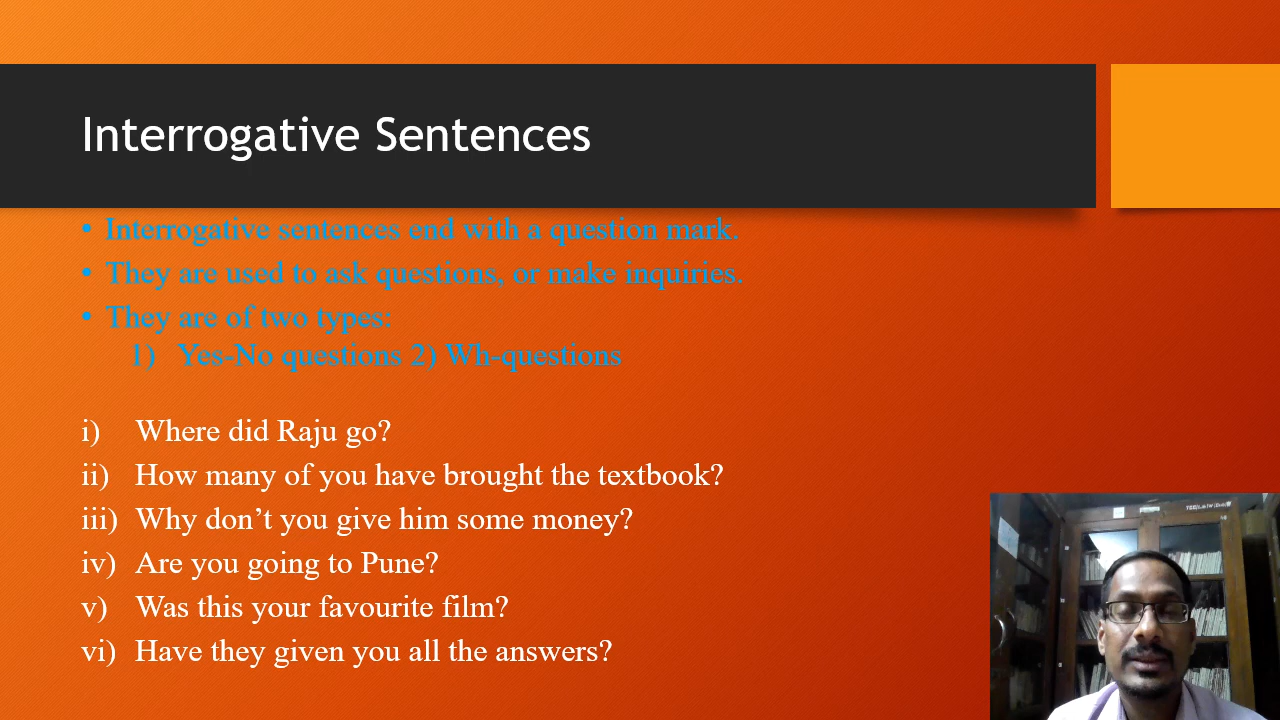 Interrogative Sentences
• Interrogative sentences end with a question mark.
• They are used to ask questions, or make inquiries.
• They are of two types:
1) Yes-No questions 2) Wh-questions
i) Where did Raju go?
ii) How many of you have brought the textbook?
iii) Why don’t you give him some money?
iv) Are you going to Pune?
v) Was this your favourite film?
vi) Have they given you all the answers?